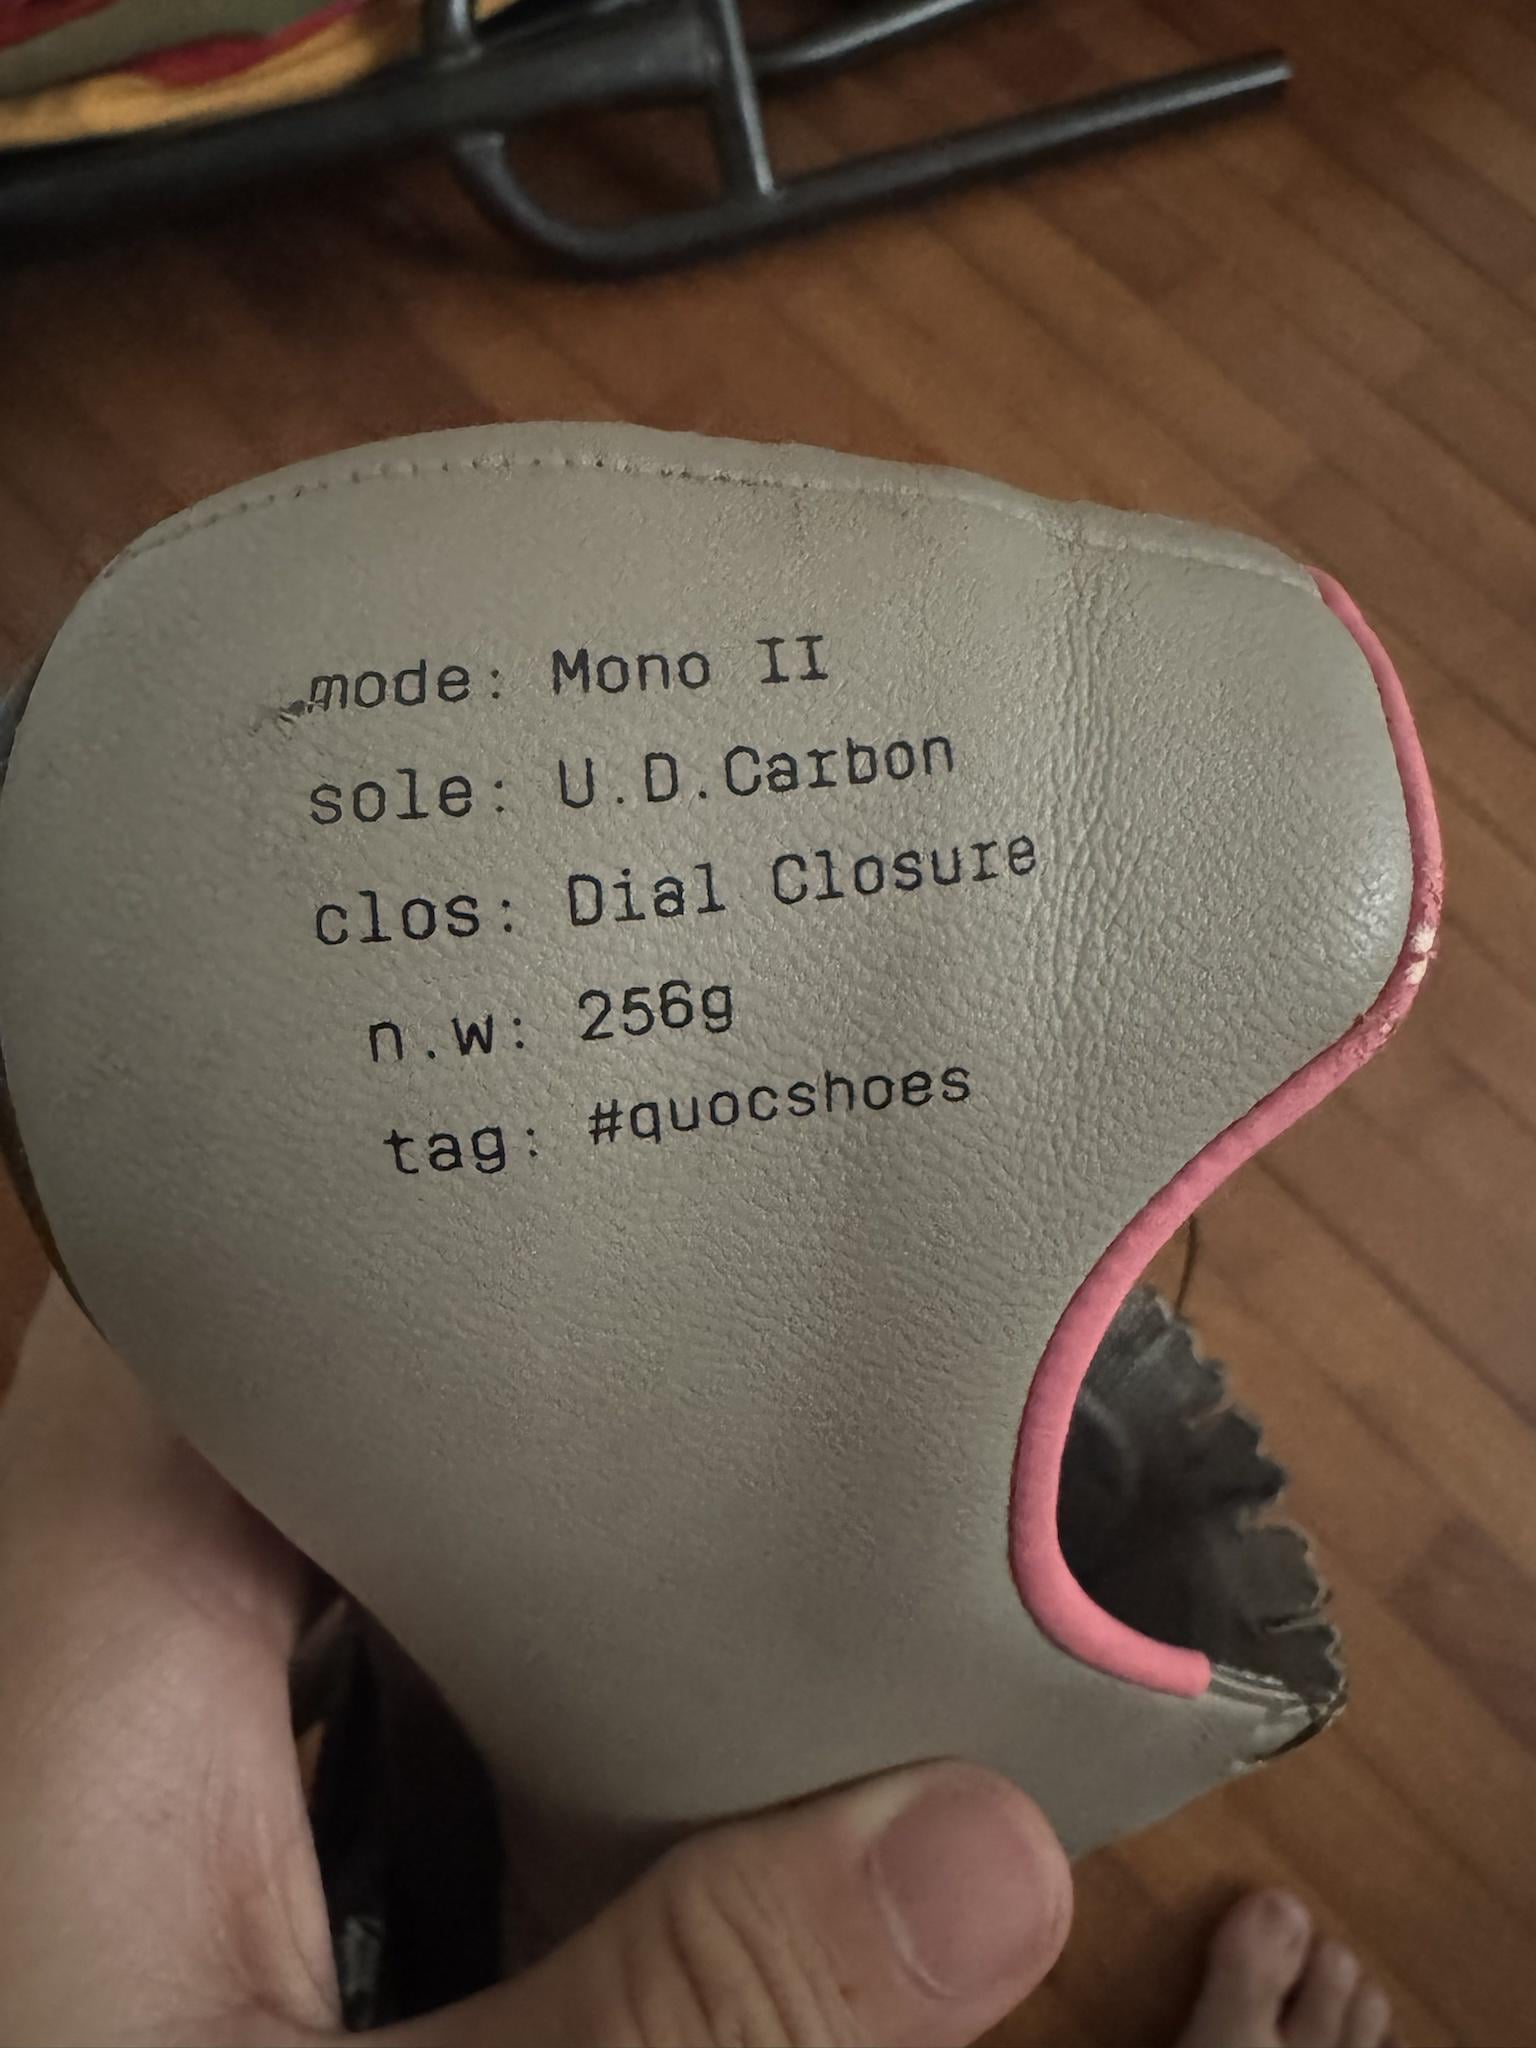 mode: Mono II
sole: U.D.Carbon
clos: Dial Closure
n.w: 256g
tag: #quocshoes